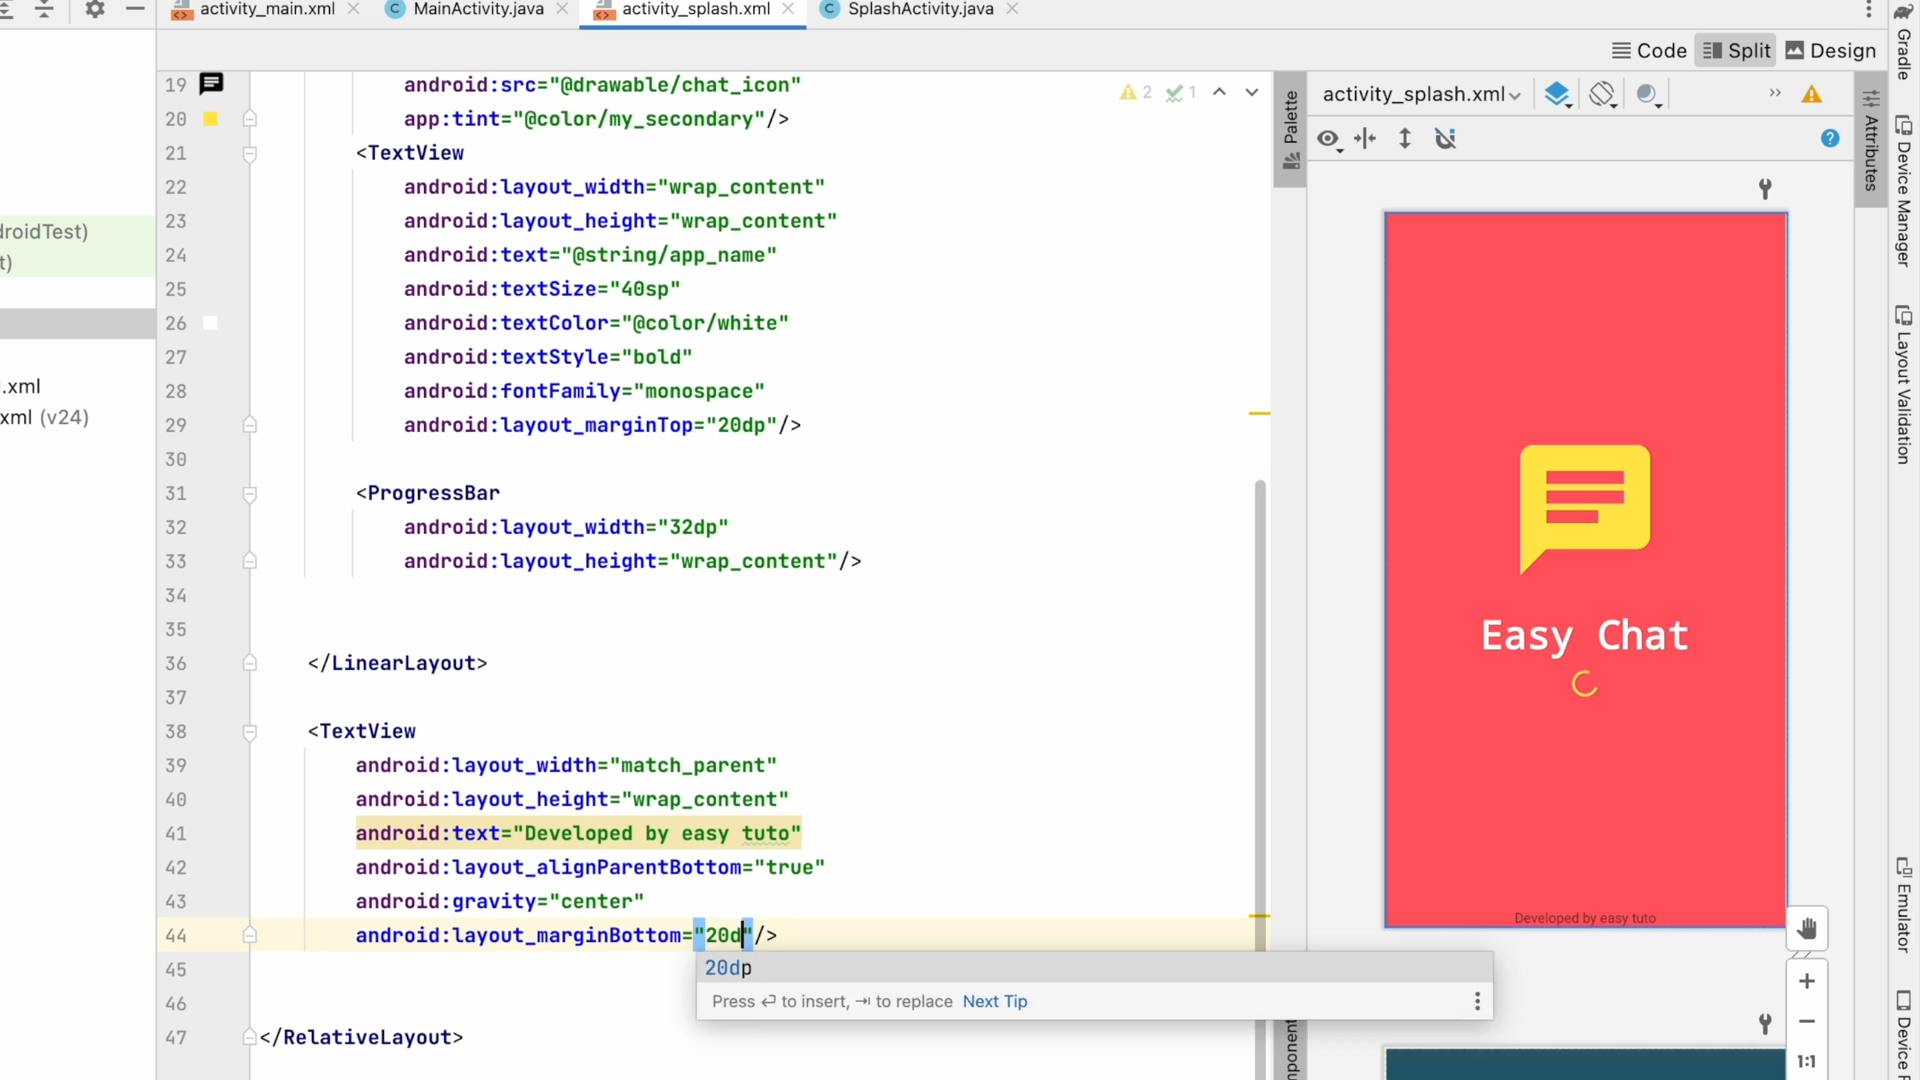 activity_main.xml
MainActivity.java
activity_splash.xml
SplashActivity.java
Code
Split
Design
Gradle
19 android:src="@drawable/chat_icon"
20 app:tint="@color/my_secondary"/>
21 <TextView
22 android:layout_width="wrap_content"
23 android:layout_height="wrap_content"
24 android:text="@string/app_name"
25 android:textSize="40sp"
26 android:textColor="@color/white"
27 android:textStyle="bold"
28 android:fontFamily="monospace"
29 android:layout_marginTop="20dp"/>
30
31 <ProgressBar
32 android:layout_width="32dp"
33 android:layout_height="wrap_content"/>
34
35
36 </LinearLayout>
37
38 <TextView
39 android:layout_width="match_parent"
40 android:layout_height="wrap_content"
41 android:text="Developed by easy tuto"
42 android:layout_alignParentBottom="true"
43 android:gravity="center"
44 android:layout_marginBottom="20d"/>
45
46
47 </RelativeLayout>
20dp
Press ⏎ to insert, ⇥ to replace Next Tip
2
1
droidTest)
t)
.xml
xml (v24)
Palette
activity_splash.xml
Attributes
Device Manager
Layout Validation
Easy Chat
Developed by easy tuto
Emulator
1:1